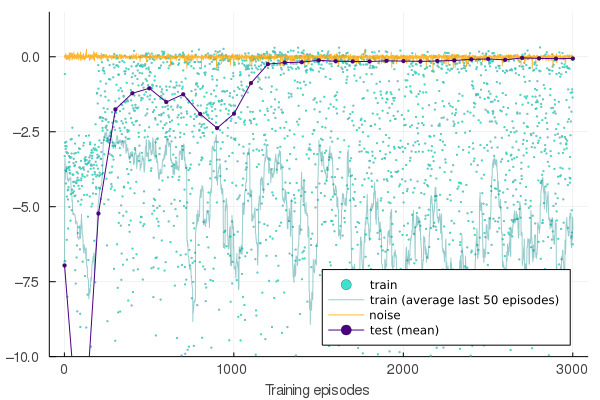 0.0
−2.5
−5.0
−7.5
−10.0
0
1000
2000
3000
Training episodes
train
train (average last 50 episodes)
noise
test (mean)